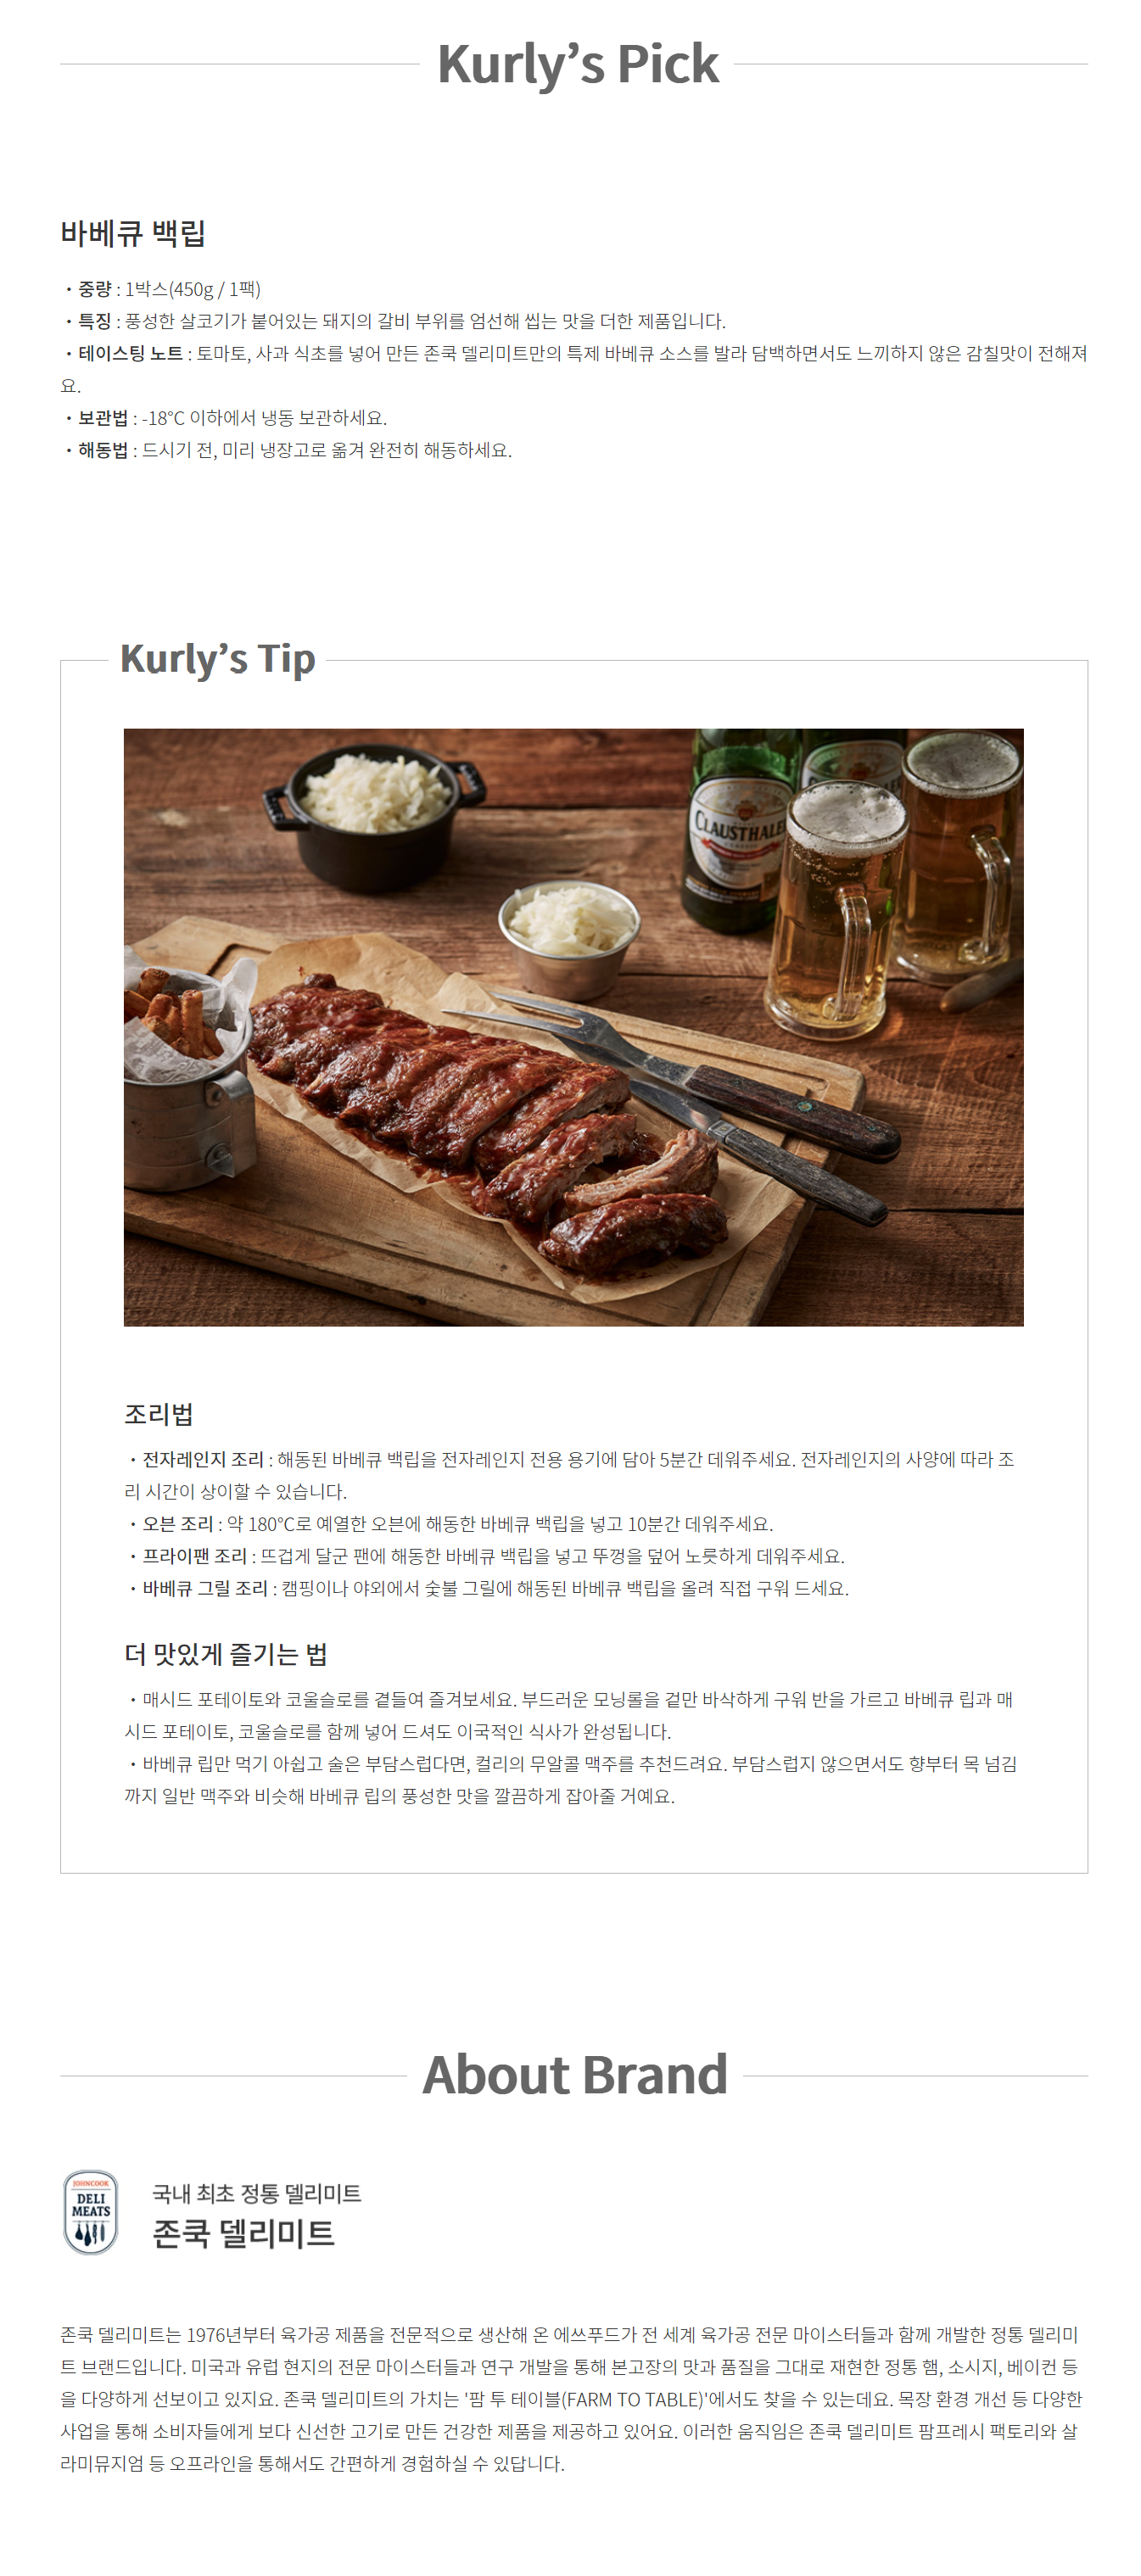 Kurly’s Pick
바베큐 백립
・중량 : 1박스(450g / 1팩)
・특징 : 풍성한 살코기가 붙어있는 돼지의 갈비 부위를 엄선해 씹는 맛을 더한 제품입니다.
・테이스팅 노트 : 토마토, 사과 식초를 넣어 만든 존쿡 델리미트만의 특제 바베큐 소스를 발라 담백하면서도 느끼하지 않은 감칠맛이 전해져
요.
・보관법 : -18℃ 이하에서 냉동 보관하세요.
・해동법 : 드시기 전, 미리 냉장고로 옮겨 완전히 해동하세요.
Kurly’s Tip
CLAUSTHALER
조리법
・전자레인지 조리 : 해동된 바베큐 백립을 전자레인지 전용 용기에 담아 5분간 데워주세요. 전자레인지의 사양에 따라 조
리 시간이 상이할 수 있습니다.
・오븐 조리 : 약 180℃로 예열한 오븐에 해동한 바베큐 백립을 넣고 10분간 데워주세요.
・프라이팬 조리 : 뜨겁게 달군 팬에 해동한 바베큐 백립을 넣고 뚜껑을 덮어 노릇하게 데워주세요.
・바베큐 그릴 조리 : 캠핑이나 야외에서 숯불 그릴에 해동된 바베큐 백립을 올려 직접 구워 드세요.
더 맛있게 즐기는 법
・매시드 포테이토와 코울슬로를 곁들여 즐겨보세요. 부드러운 모닝롤을 겉만 바삭하게 구워 반을 가르고 바베큐 립과 매
시드 포테이토, 코울슬로를 함께 넣어 드셔도 이국적인 식사가 완성됩니다.
・바베큐 립만 먹기 아쉽고 술은 부담스럽다면, 컬리의 무알콜 맥주를 추천드려요. 부담스럽지 않으면서도 향부터 목 넘김
까지 일반 맥주와 비슷해 바베큐 립의 풍성한 맛을 깔끔하게 잡아줄 거예요.
About Brand
JOHNCOOK
DELI
MEATS
국내 최초 정통 델리미트
존쿡 델리미트
존쿡 델리미트는 1976년부터 육가공 제품을 전문적으로 생산해 온 에쓰푸드가 전 세계 육가공 전문 마이스터들과 함께 개발한 정통 델리미
트 브랜드입니다. 미국과 유럽 현지의 전문 마이스터들과 연구 개발을 통해 본고장의 맛과 품질을 그대로 재현한 정통 햄, 소시지, 베이컨 등
을 다양하게 선보이고 있지요. 존쿡 델리미트의 가치는 '팜 투 테이블(FARM TO TABLE)'에서도 찾을 수 있는데요. 목장 환경 개선 등 다양한
사업을 통해 소비자들에게 보다 신선한 고기로 만든 건강한 제품을 제공하고 있어요. 이러한 움직임은 존쿡 델리미트 팜프레시 팩토리와 살
라미뮤지엄 등 오프라인을 통해서도 간편하게 경험하실 수 있답니다.